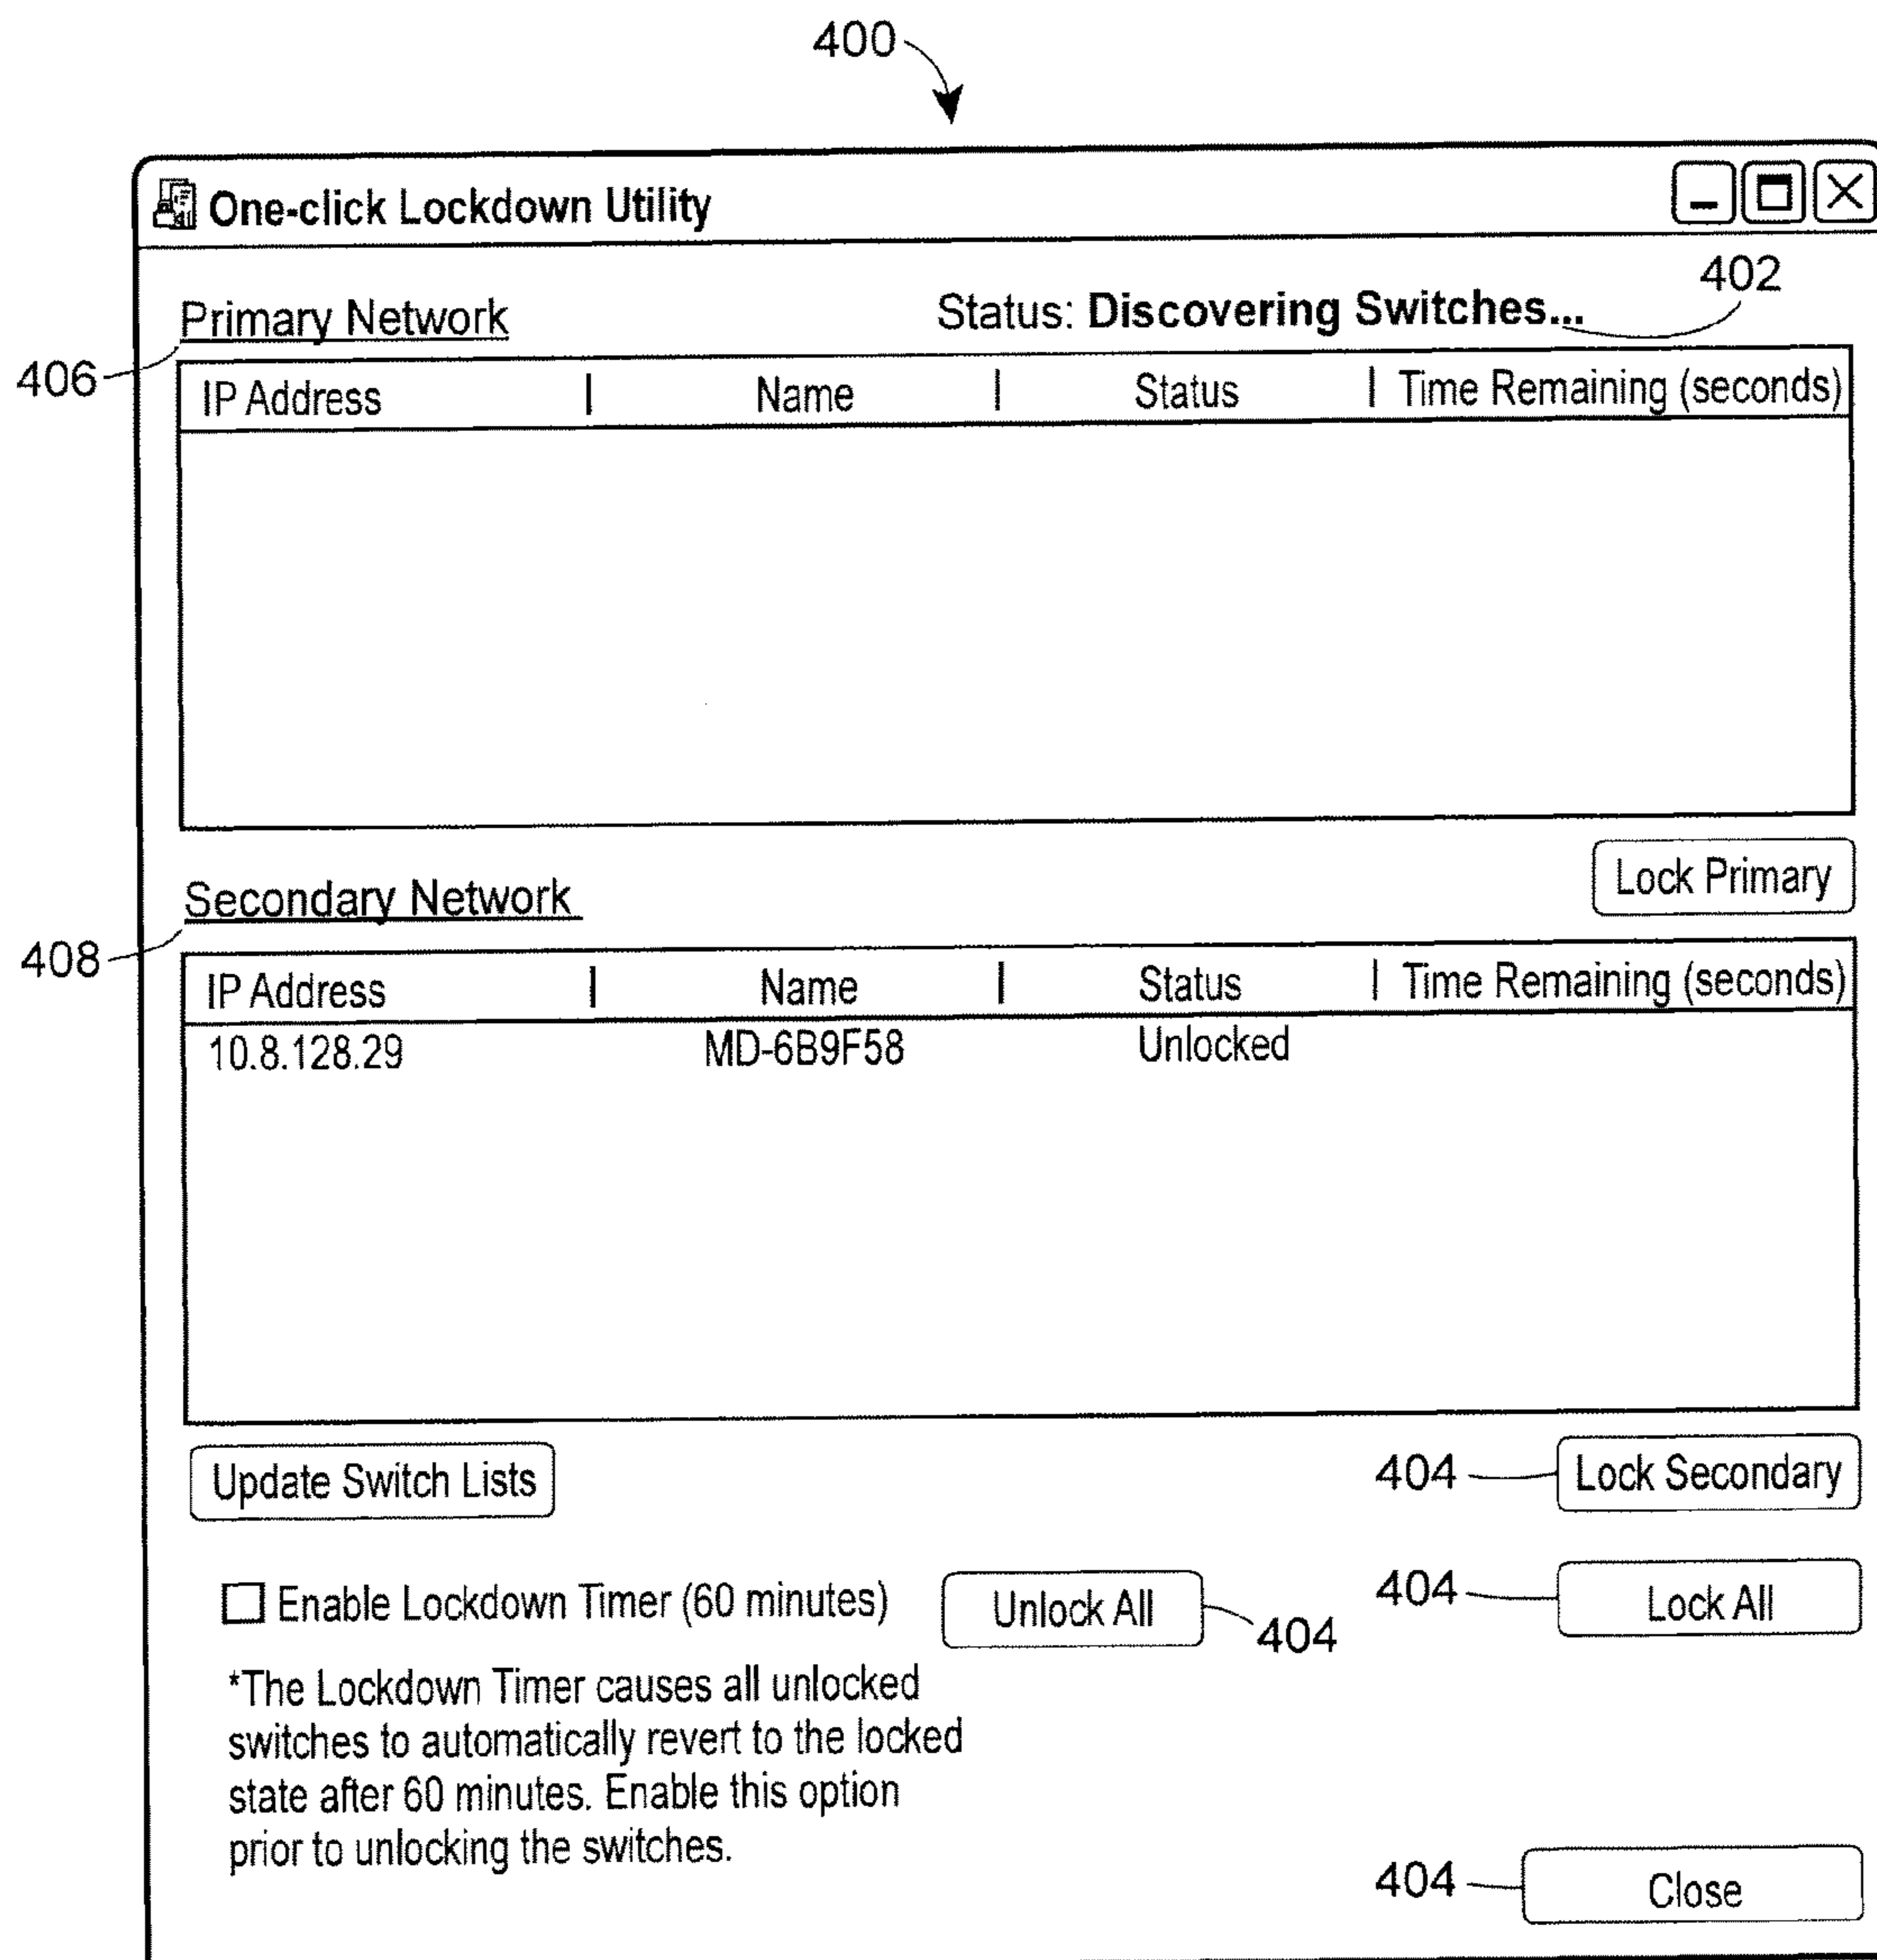 400
One-click Lockdown Utility
402
Primary Network Status: Discovering Switches...
406
IP Address | Name | Status | Time Remaining (seconds)
Lock Primary
Secondary Network
408
IP Address | Name | Status | Time Remaining (seconds)
10.8.128.29 MD-6B9F58 Unlocked
Update Switch Lists 404 Lock Secondary
Enable Lockdown Timer (60 minutes) Unlock All 404 404 Lock All
*The Lockdown Timer causes all unlocked
switches to automatically revert to the locked
state after 60 minutes. Enable this option
prior to unlocking the switches.
404 Close